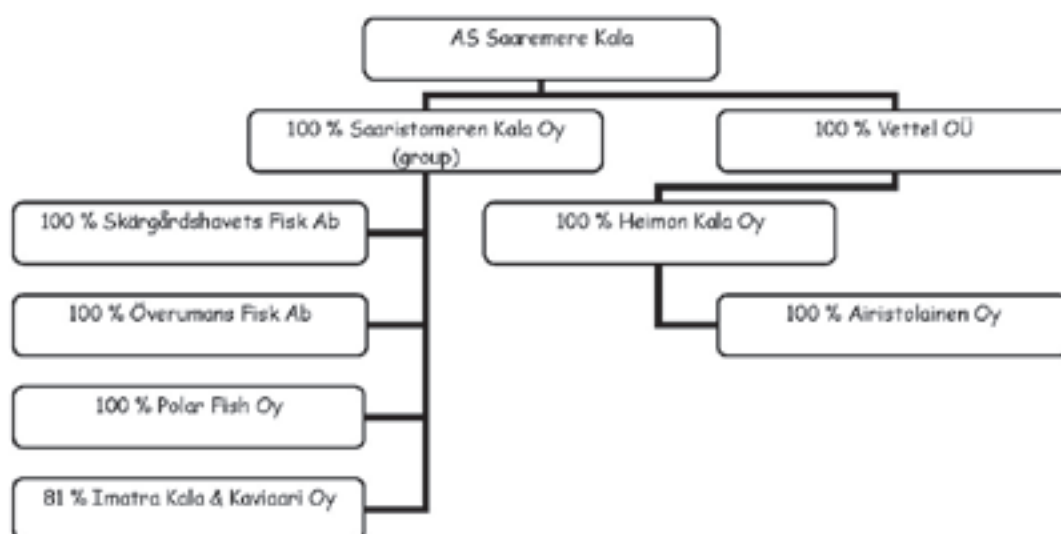 AS Saaremere Kala
100 % Saaristomeren Kala Oy
(group)
100 % Vettel OÜ
100 % Skärgårdshavets Fisk Ab
100 % Heimon Kala Oy
100 % Överumans Fisk Ab
100 % Airistolainen Oy
100 % Polar Fish Oy
81 % Imatra Kala & Kaviaari Oy